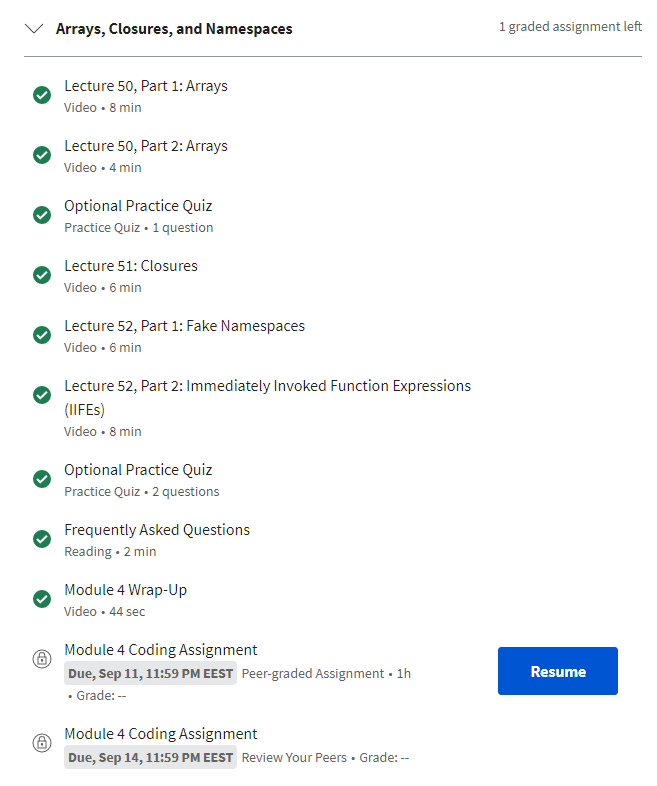 Arrays, Closures, and Namespaces
1 graded assignment left
Lecture 50, Part 1: Arrays
Video • 8 min
Lecture 50, Part 2: Arrays
Video • 4 min
Optional Practice Quiz
Practice Quiz • 1 question
Lecture 51: Closures
Video • 6 min
Lecture 52, Part 1: Fake Namespaces
Video • 6 min
Lecture 52, Part 2: Immediately Invoked Function Expressions
(IIFEs)
Video • 8 min
Optional Practice Quiz
Practice Quiz • 2 questions
Frequently Asked Questions
Reading • 2 min
Module 4 Wrap-Up
Video • 44 sec
Module 4 Coding Assignment
Due, Sep 11, 11:59 PM EEST Peer-graded Assignment • 1h
• Grade: --
Resume
Module 4 Coding Assignment
Due, Sep 14, 11:59 PM EEST Review Your Peers • Grade: --